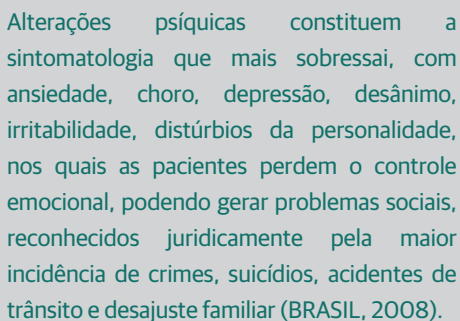 Alterações psíquicas constituem a
sintomatologia que mais sobressai, com
ansiedade, choro, depressão, desânimo,
irritabilidade, distúrbios da personalidade,
nos quais as pacientes perdem o controle
emocional, podendo gerar problemas sociais,
reconhecidos juridicamente pela maior
incidência de crimes, suicídios, acidentes de
trânsito e desajuste familiar (BRASIL, 2008).